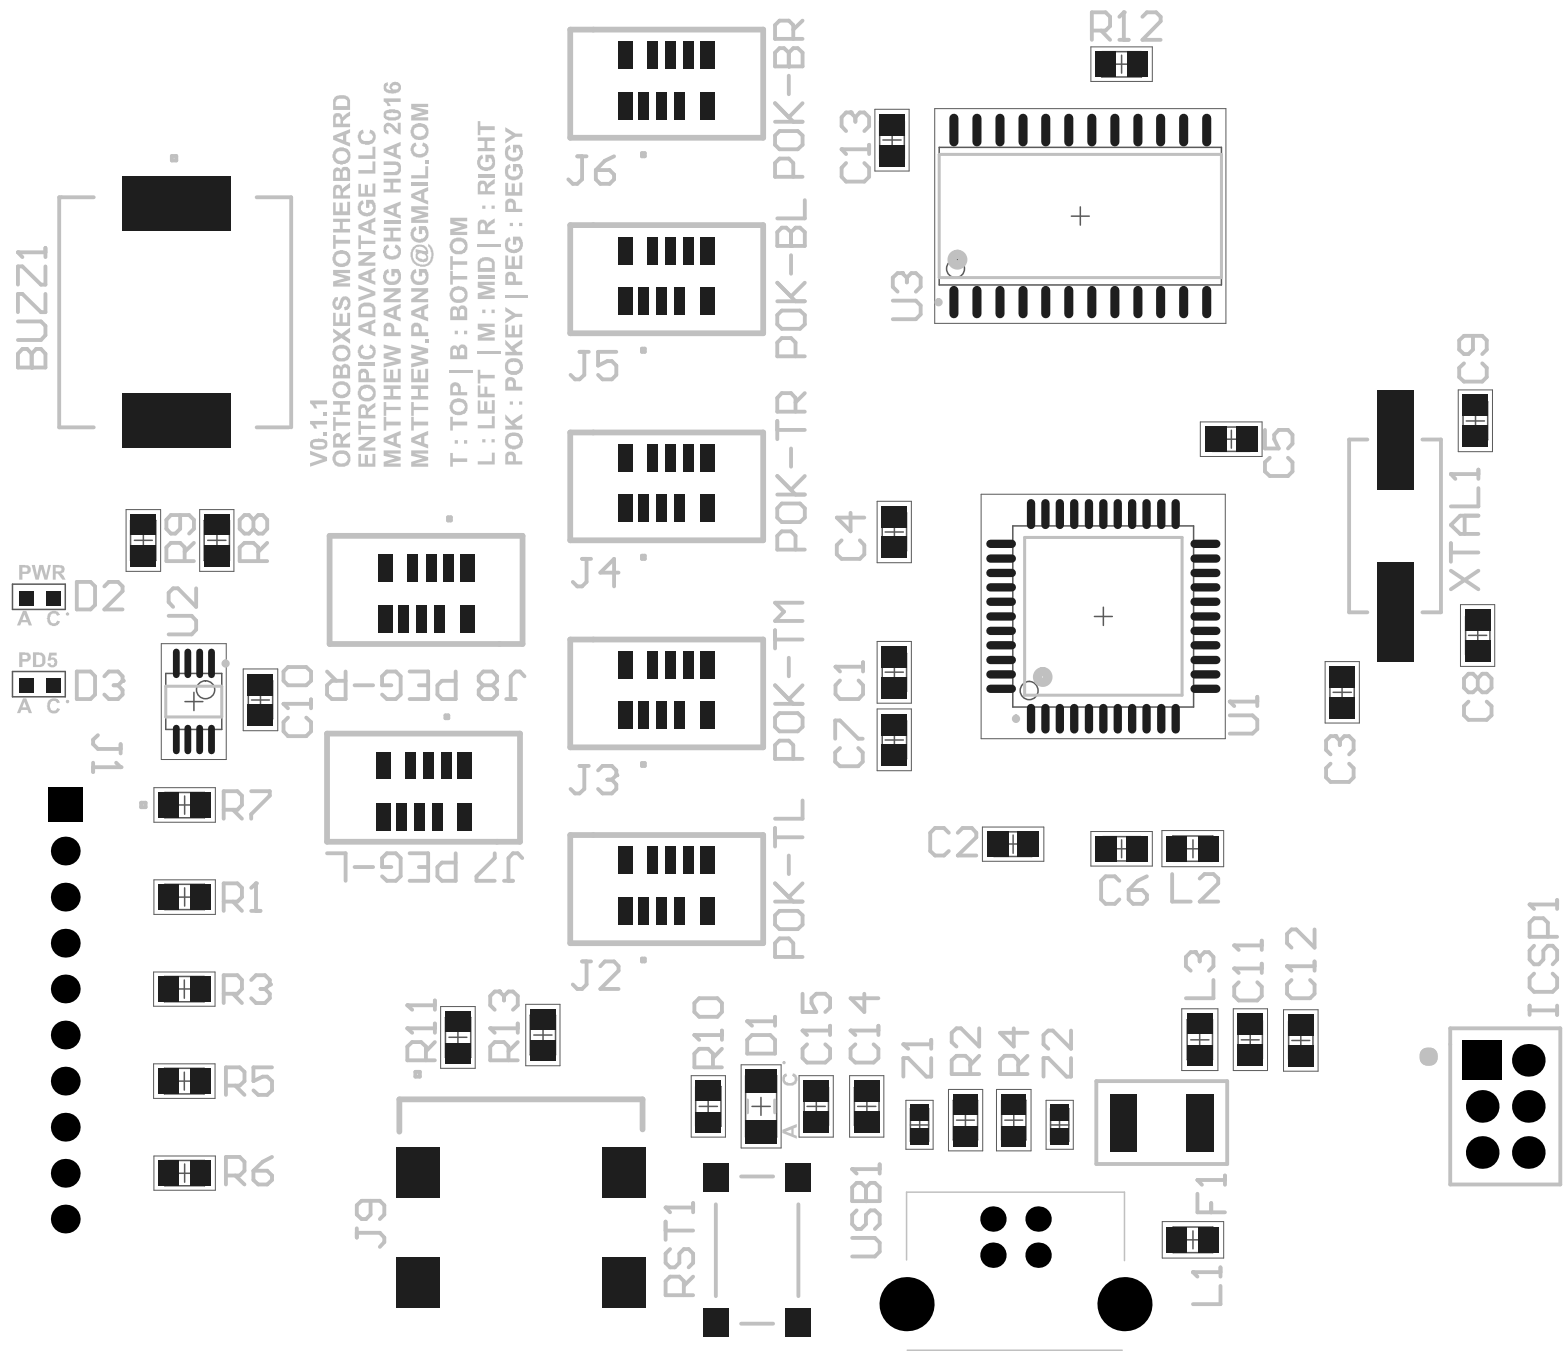 R12
POK-BR
C13
J6
V0.1.1
ORTHOBOXES MOTHERBOARD
ENTROPIC ADVANTAGE LLC
MATTHEW PANG CHIA HUA 2016
MATTHEW.PANG@GMAIL.COM
T : TOP | B : BOTTOM
L : LEFT | M : MID | R : RIGHT
POK : POKEY | PEG : PEGGY
BUZZ1
POK-BL
U3
J5
C9
POK-TR
C5
XTAL1
R9
R8
C4
J4
PWR
D2
A C
U2
POK-TM
PD5
D3
A C
C10
J8 PEG-R
C1
U1
C8
J1
C7
C3
J3
R7
POK-TL
C2
J7 PEG-L
C6
L2
R1
ICSP1
J2
L3
C11
C12
R3
R11
R13
R10
D1
C
A
C15
C14
Z1
R2
R4
Z2
R5
R6
J9
RST1
USB1
F1
L1